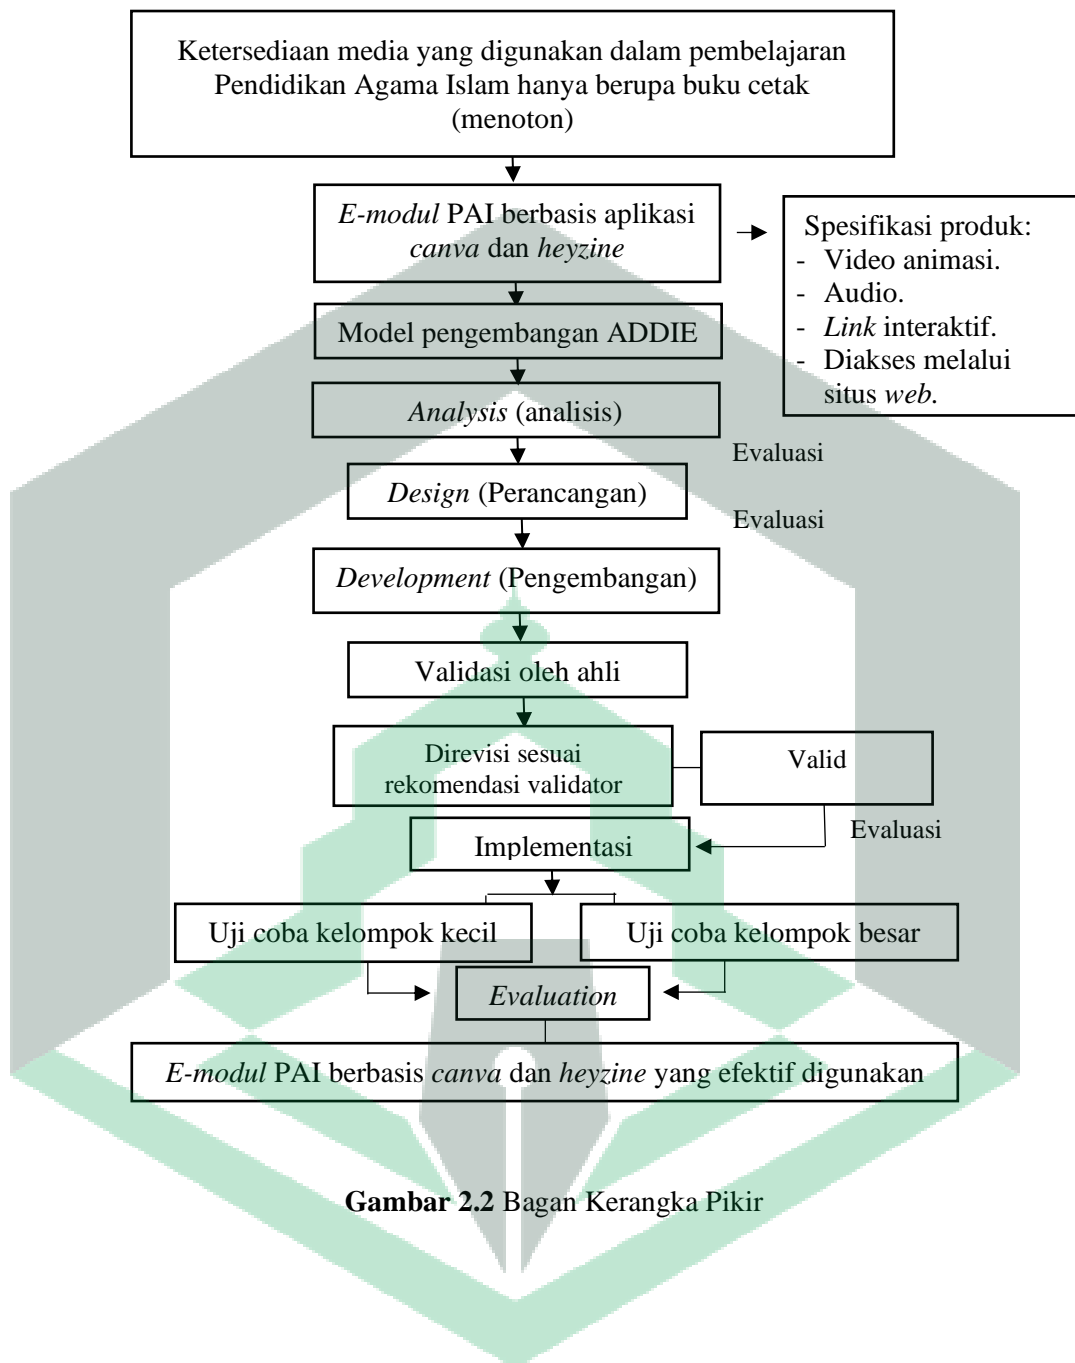 Ketersediaan media yang digunakan dalam pembelajaran
Pendidikan Agama Islam hanya berupa buku cetak
(menoton)
E-modul PAI berbasis aplikasi
canva dan heyzine
Spesifikasi produk:
- Video animasi.
- Audio.
- Link interaktif.
- Diakses melalui
situs web.
Model pengembangan ADDIE
Analysis (analisis)
Evaluasi
Design (Perancangan)
Evaluasi
Development (Pengembangan)
Validasi oleh ahli
Direvisi sesuai
rekomendasi validator
Valid
Evaluasi
Implementasi
Uji coba kelompok kecil
Uji coba kelompok besar
Evaluation
E-modul PAI berbasis canva dan heyzine yang efektif digunakan
Gambar 2.2 Bagan Kerangka Pikir